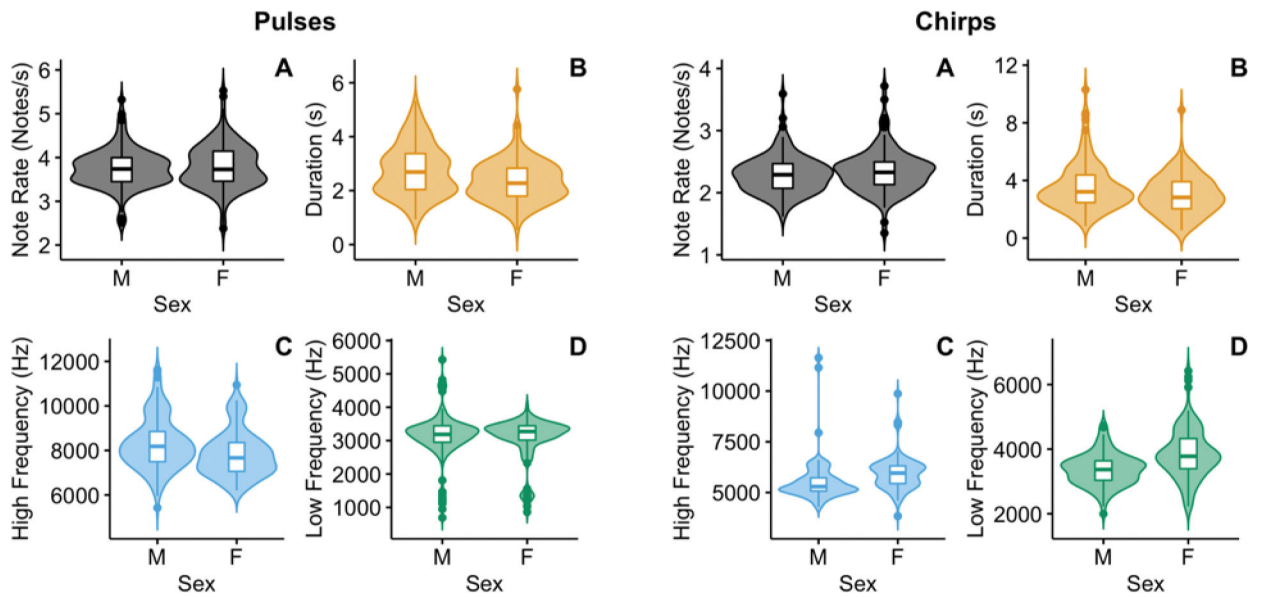 Pulses
A
Note Rate (Notes/s)
6
5
4
3
2
M F
Sex
B
Duration (s)
6
4
2
0
M F
Sex
C
High Frequency (Hz)
12000
10000
8000
6000
M F
Sex
D
Low Frequency (Hz)
6000
5000
4000
3000
2000
1000
M F
Sex
Chirps
A
Note Rate (Notes/s)
4
3
2
1
M F
Sex
B
Duration (s)
12
8
4
0
M F
Sex
C
High Frequency (Hz)
12500
10000
7500
5000
M F
Sex
D
Low Frequency (Hz)
6000
4000
2000
M F
Sex